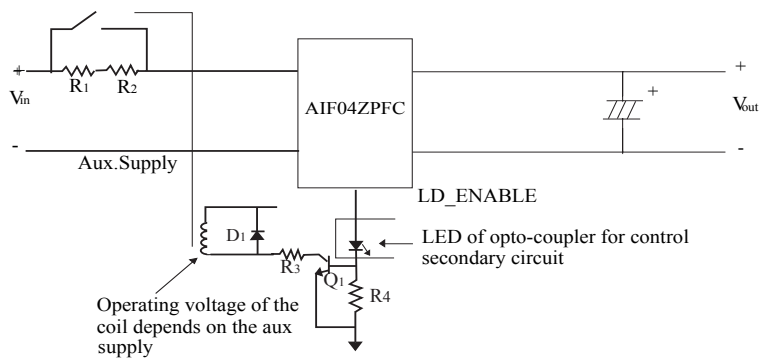 +
R1
R2
Vin
-
Aux.Supply
AIF04ZPFC
+
+
Vout
-
LD_ENABLE
D1
R3
Q1
R4
LED of opto-coupler for control
secondary circuit
Operating voltage of the
coil depends on the aux
supply